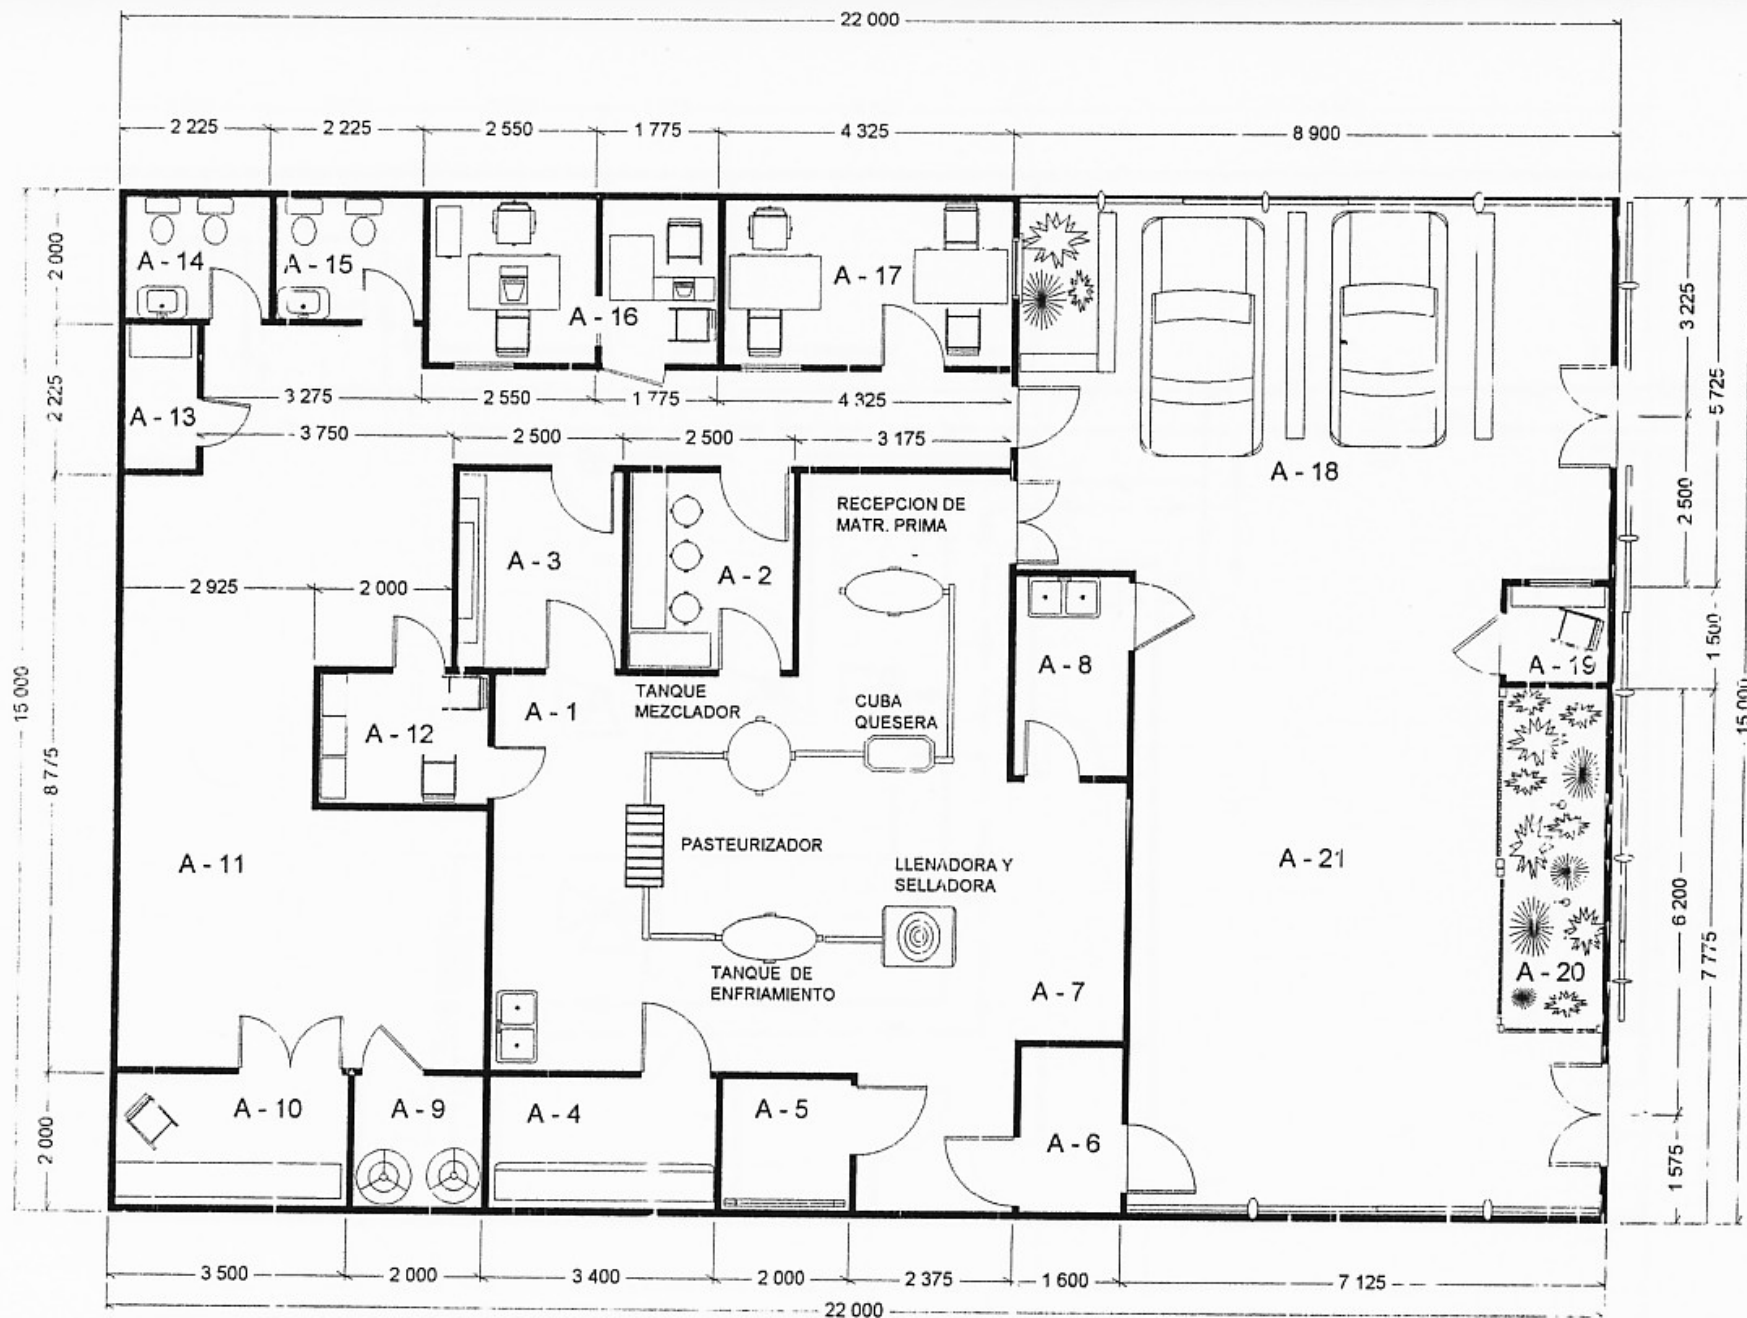 22 000
2 225
2 225
2 550
1 775
4 325
8 900
A - 14
A - 15
A - 16
A - 17
2 000
3 225
5 725
2 225
3 275
2 550
1 775
4 325
A - 13
3 750
2 500
2 500
3 175
A - 18
2 500
RECEPCION DE
MATR. PRIMA
A - 3
A - 2
2 925
2 000
15 000
8 775
A - 8
A - 19
1 500
15 000
TANQUE
MEZCLADOR
CUBA
QUESERA
A - 1
A - 12
PASTEURIZADOR
A - 11
LLENADORA Y
SELLADORA
A - 21
6 200
7 775
TANQUE DE
ENFRIAMIENTO
A - 7
A - 20
A - 10
A - 9
A - 4
A - 5
A - 6
2 000
1 575
3 500
2 000
3 400
2 000
2 375
1 600
7 125
22 000